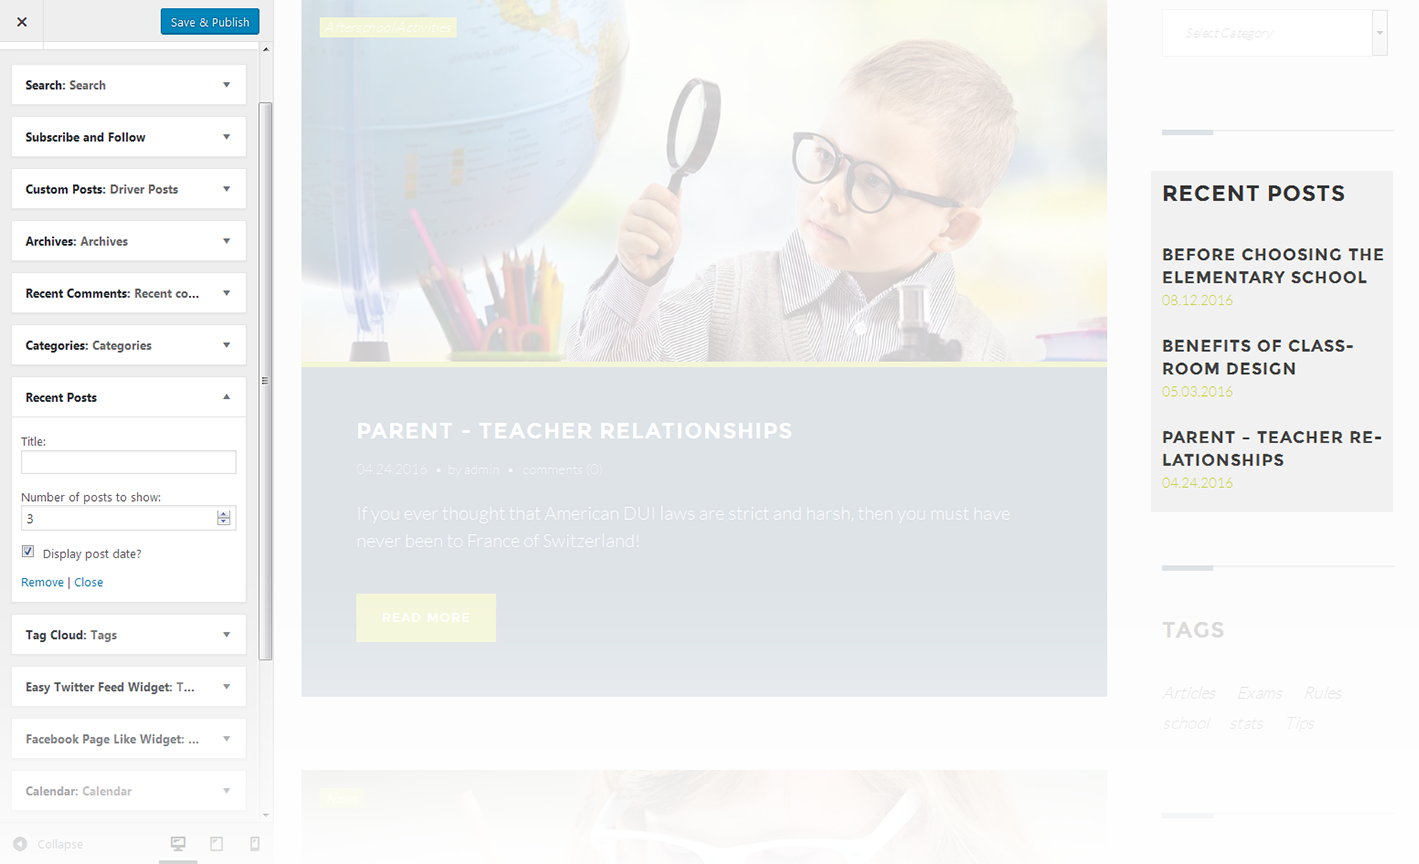 Save & Publish
Search: Search
Subscribe and Follow
Custom Posts: Driver Posts
Archives: Archives
Recent Comments: Recent co...
Categories: Categories
Recent Posts
Title:
Number of posts to show:
3
Display post date?
Remove | Close
Tag Cloud: Tags
Easy Twitter Feed Widget: T...
Facebook Page Like Widget: ...
Calendar: Calendar
Collapse
Afterschool Activities
PARENT - TEACHER RELATIONSHIPS
04.24.2016 • by admin • comments (0)
If you ever thought that American DUI laws are strict and harsh, then you must have
never been to France of Switzerland!
READ MORE
Select Category
RECENT POSTS
BEFORE CHOOSING THE
ELEMENTARY SCHOOL
08.12.2016
BENEFITS OF CLASS-
ROOM DESIGN
05.03.2016
PARENT - TEACHER RE-
LATIONSHIPS
04.24.2016
TAGS
Articles Exams Rules
school stats Tips